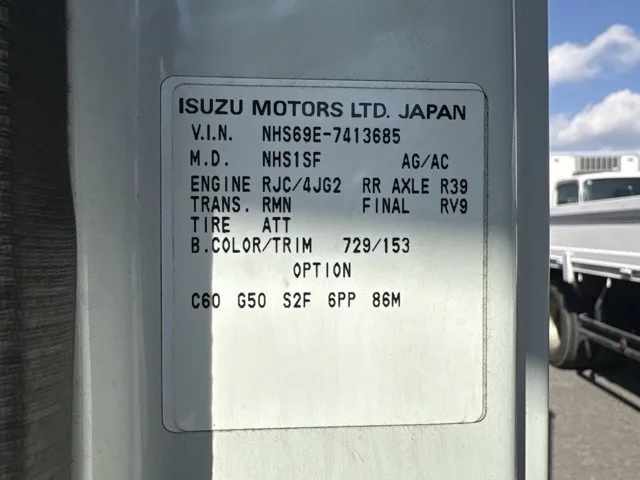 ISUZU MOTORS LTD. JAPAN
V.I.N. NHS69E-7413685
M.D. NHS1SF AG/AC
ENGINE RJC/4JG2 RR AXLE R39
TRANS. RMN FINAL RV9
TIRE ATT
B.COLOR/TRIM 729/153
OPTION
C60 G50 S2F 6PP 86M